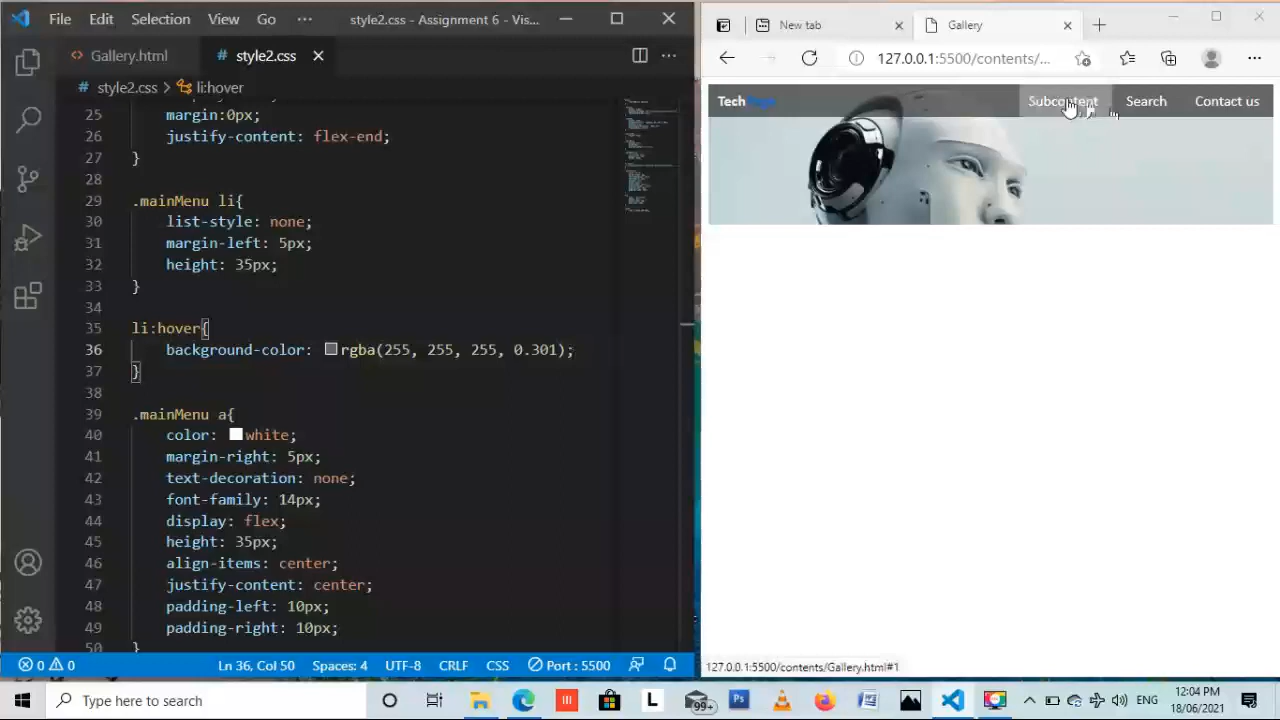 File Edit Selection View Go ··· style2.css - Assignment 6 - Vis...
Gallery.html # style2.css
# style2.css > li:hover
25 margin:0px;
26 justify-content: flex-end;
27 }
28
29 .mainMenu li{
30 list-style: none;
31 margin-left: 5px;
32 height: 35px;
33 }
34
35 li:hover{
36 background-color: rgba(255, 255, 255, 0.301);
37 }
38
39 .mainMenu a{
40 color: white;
41 margin-right: 5px;
42 text-decoration: none;
43 font-family: 14px;
44 display: flex;
45 height: 35px;
46 align-items: center;
47 justify-content: center;
48 padding-left: 10px;
49 padding-right: 10px;
50 }
0 0 Ln 36, Col 50 Spaces: 4 UTF-8 CRLF CSS Port : 5500
New tab Gallery
127.0.0.1:5500/contents/...
TechPage Subcontent Search Contact us
127.0.0.1:5500/contents/Gallery.html#1
Type here to search L 99+ Ps ENG 12:04 PM
18/06/2021